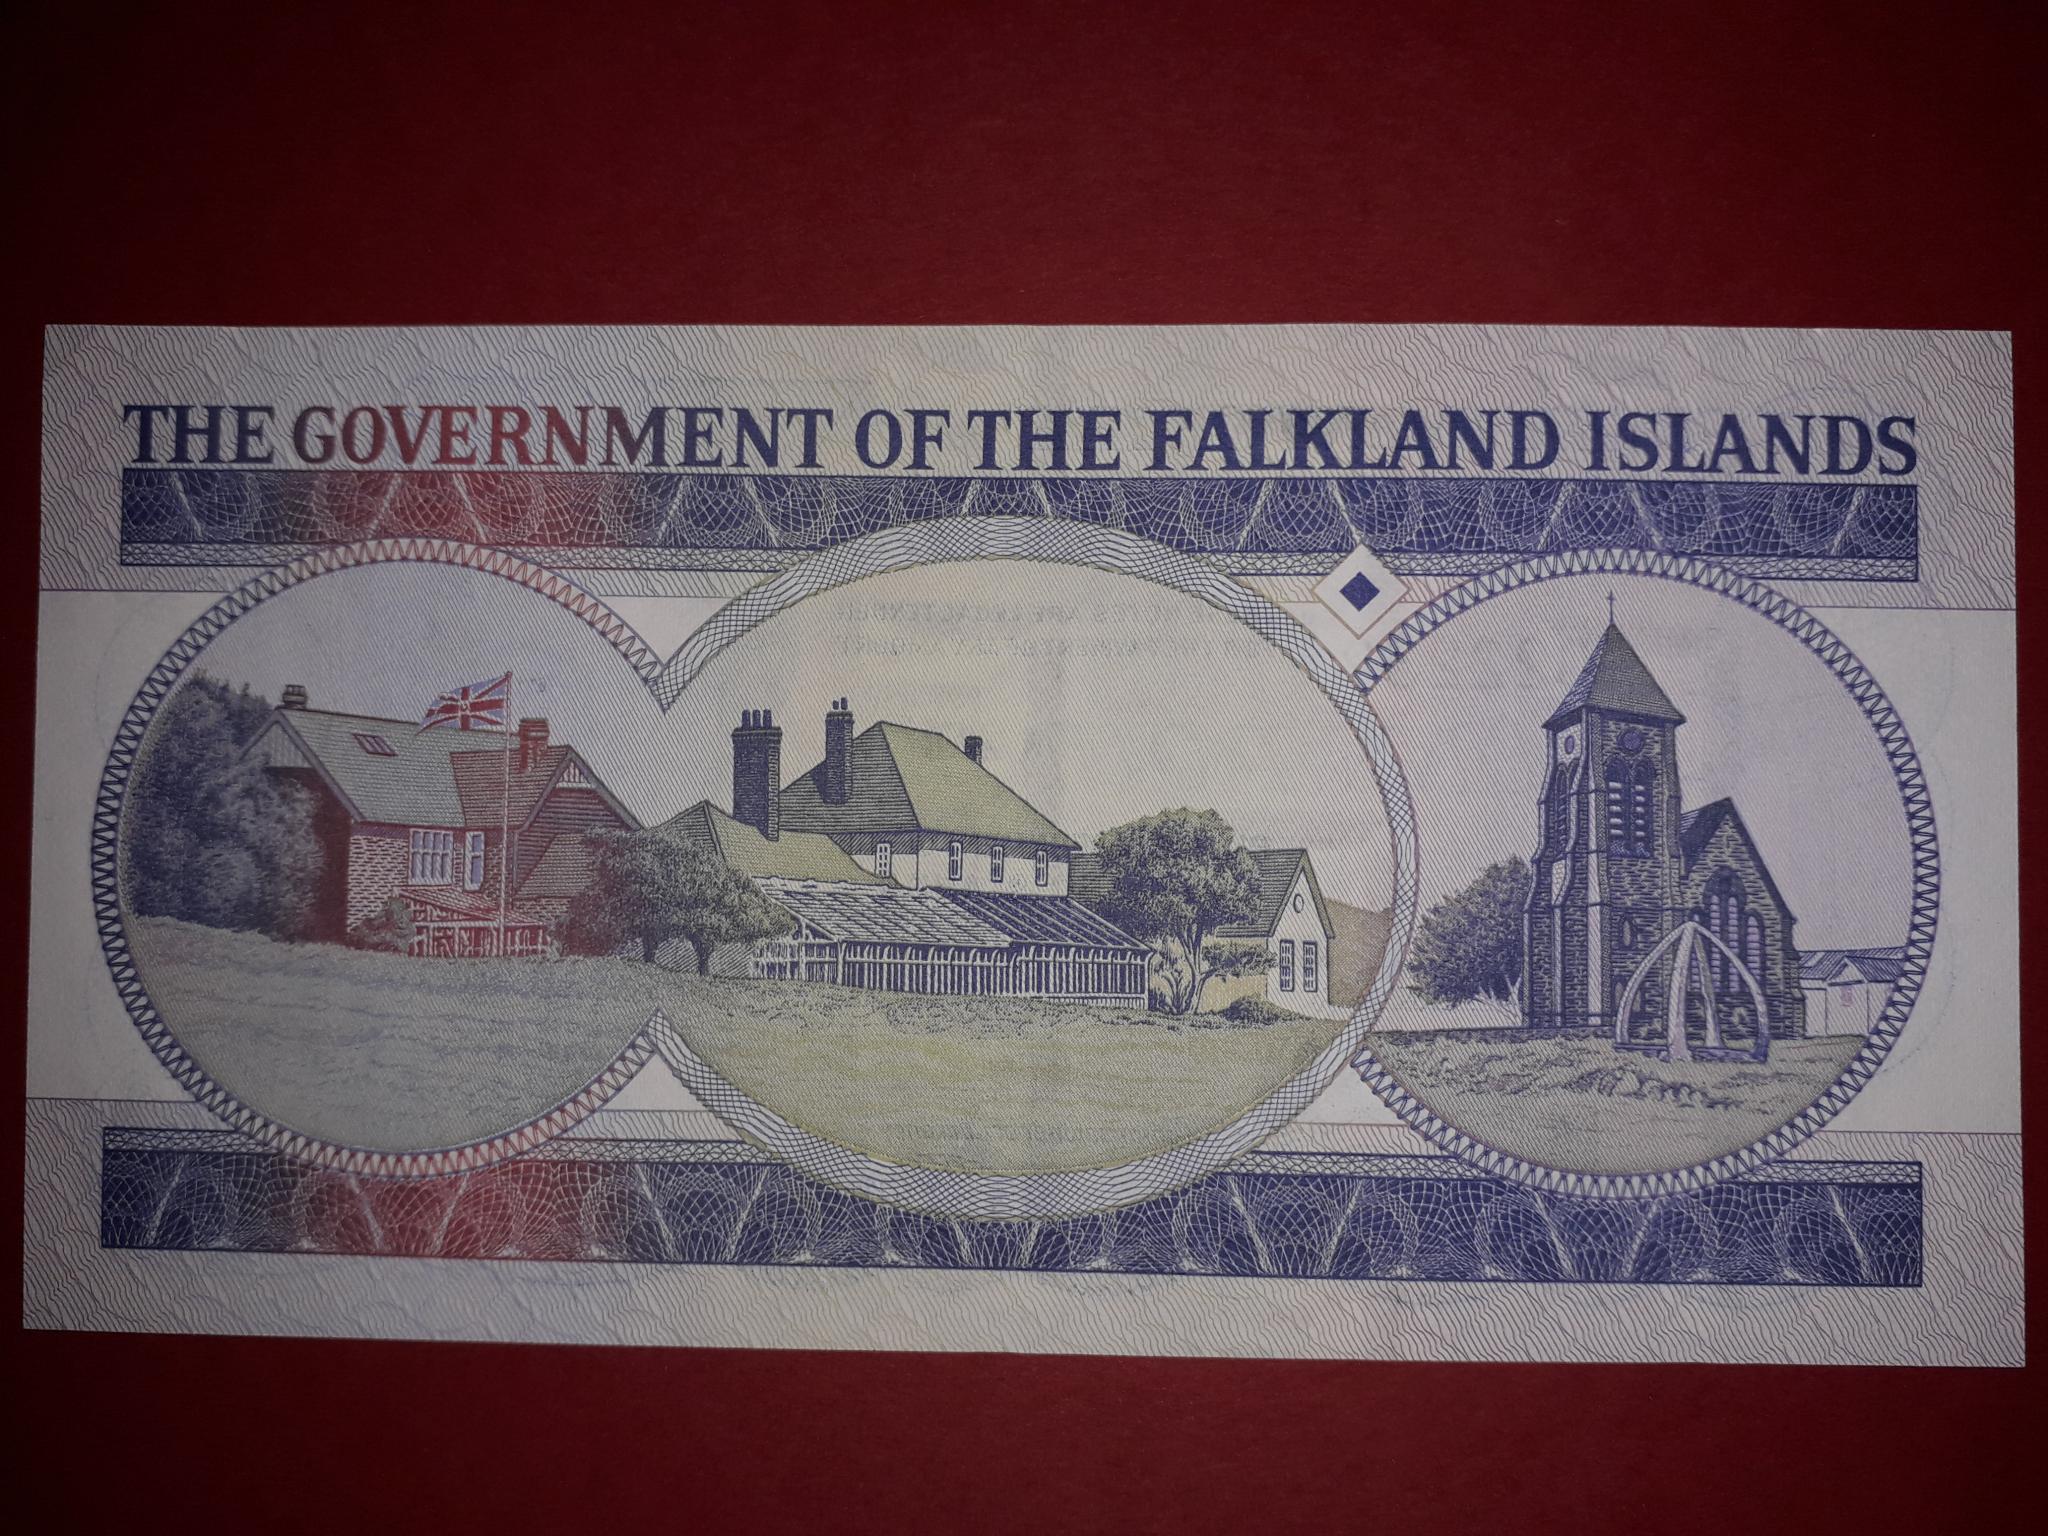 THE GOVERNMENT OF THE FALKLAND ISLANDS